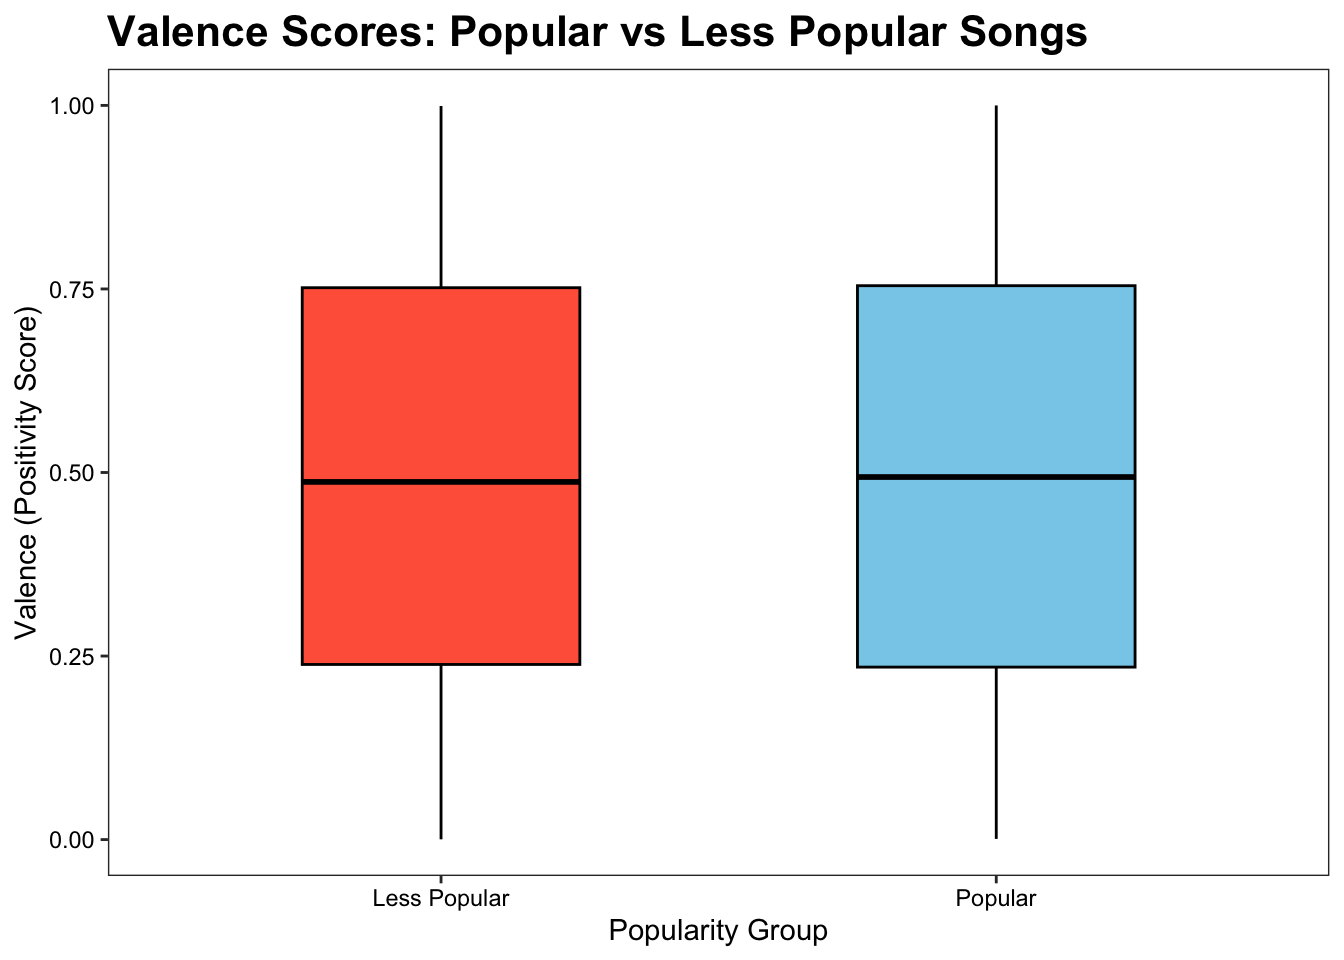 Valence Scores: Popular vs Less Popular Songs
Valence (Positivity Score)
1.00
0.75
0.50
0.25
0.00
Less Popular
Popular
Popularity Group